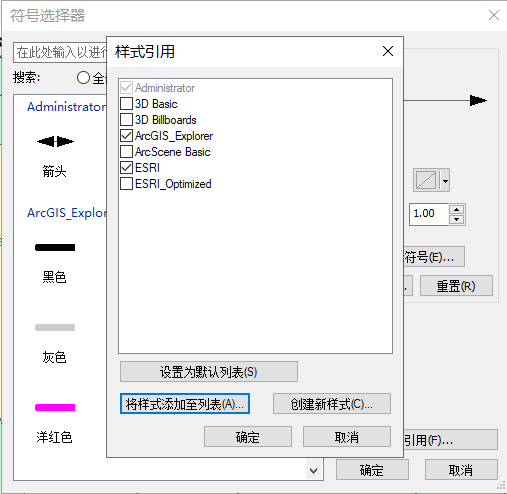 符号选择器
在此处输入以进行
搜索:
全
Administrator
箭头
ArcGIS_Explor
黑色
灰色
洋红色
样式引用
Administrator
3D Basic
3D Billboards
ArcGIS_Explorer
ArcScene Basic
ESRI
ESRI_Optimized
设置为默认列表(S)
将样式添加至列表(A)...
创建新样式(C)...
确定
取消
1.00
符号(E)...
重置(R)
引用(F)...
确定
取消